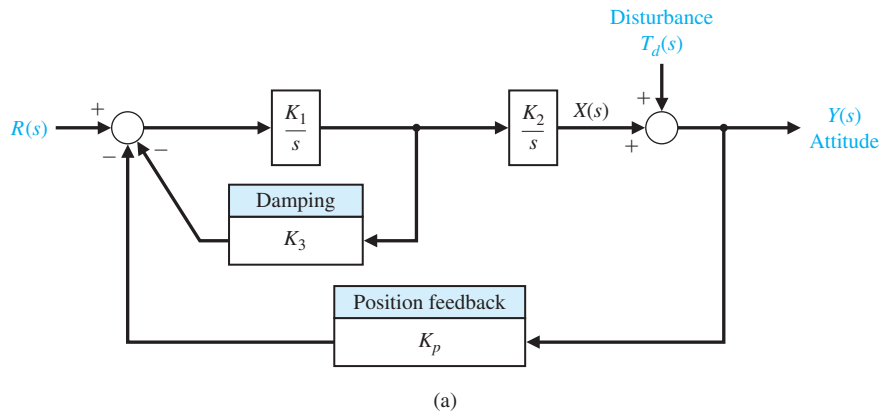 Disturbance
T_d(s)
+
+
R(s)
K_1
s
K_2
s
X(s)
Y(s)
Attitude
−
−
+
Damping
K_3
Position feedback
K_p
(a)